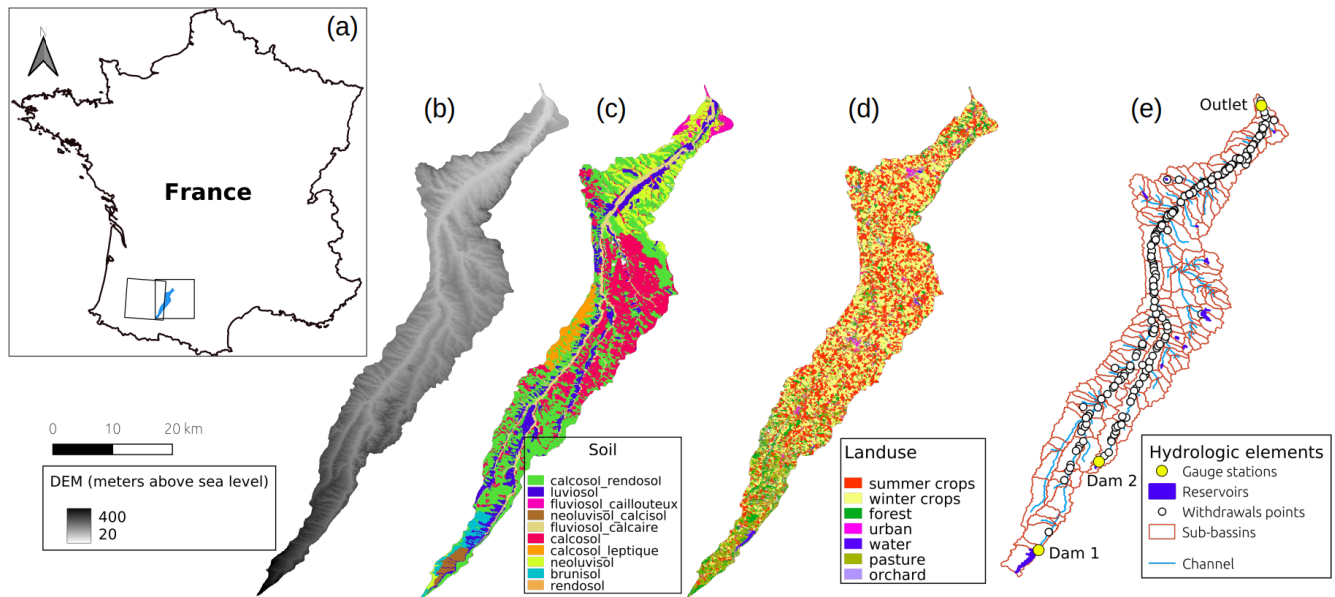 (a)
N
France
(b)
(c)
(d)
(e)
Outlet
Dam 2
Dam 1
0 10 20 km
DEM (meters above sea level)
400
20
Soil
calcosol_rendosol
luviosol
fluviosol_caillouteux
neoluvisol_calcisol
fluviosol_calcaire
calcosol
calcosol_leptique
neoluvisol
brunisol
rendosol
Landuse
summer crops
winter crops
forest
urban
water
pasture
orchard
Hydrologic elements
Gauge stations
Reservoirs
Withdrawals points
Sub-bassins
Channel